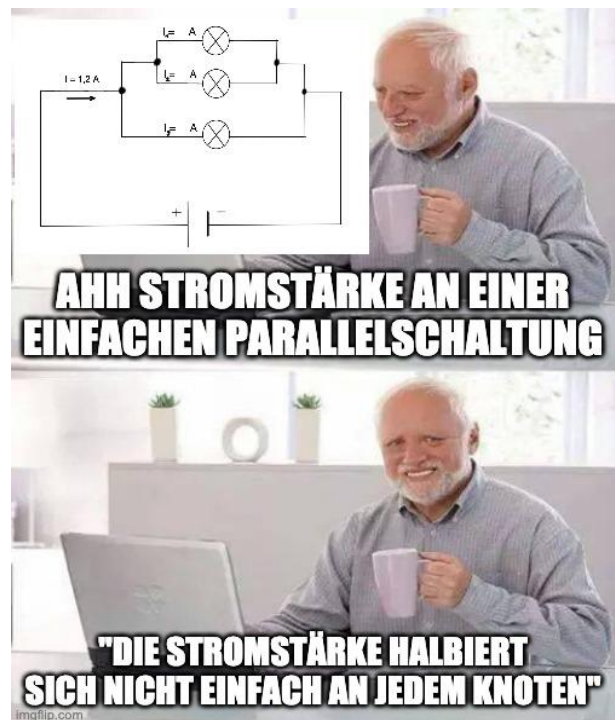 I₁= A
I₂= A
I = 1,2 A
I₃= A
+ −
AHH STROMSTÄRKE AN EINER
EINFACHEN PARALLELSCHALTUNG
"DIE STROMSTÄRKE HALBIERT
SICH NICHT EINFACH AN JEDEM KNOTEN"
imgflip.com